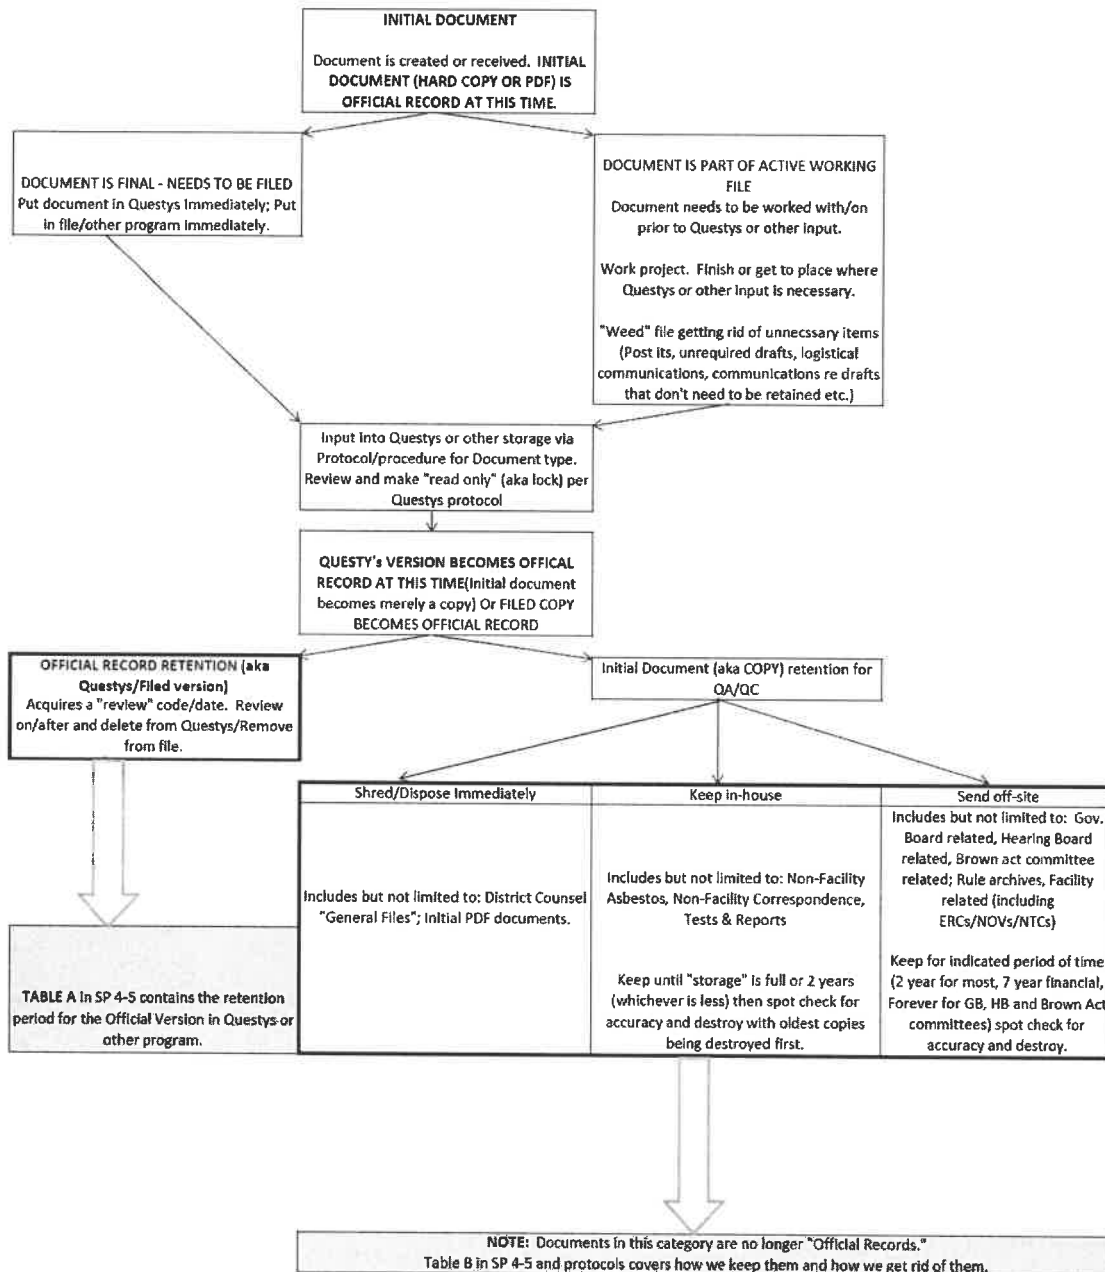 INITIAL DOCUMENT
Document is created or received. INITIAL
DOCUMENT (HARD COPY OR PDF) IS
OFFICIAL RECORD AT THIS TIME.
DOCUMENT IS FINAL - NEEDS TO BE FILED
Put document in Questys Immediately; Put
in file/other program immediately.
DOCUMENT IS PART OF ACTIVE WORKING
FILE
Document needs to be worked with/on
prior to Questys or other input.
Work project. Finish or get to place where
Questys or other input is necessary.
"Weed" file getting rid of unnecssary items
(Post its, unrequired drafts, logistical
communications, communications re drafts
that don't need to be retained etc.)
Input into Questys or other storage via
Protocol/procedure for Document type.
Review and make "read only" (aka lock) per
Questys protocol
QUESTY's VERSION BECOMES OFFICAL
RECORD AT THIS TIME(Initial document
becomes merely a copy) Or FILED COPY
BECOMES OFFICIAL RECORD
OFFICIAL RECORD RETENTION (aka
Questys/Filed version)
Acquires a "review" code/date. Review
on/after and delete from Questys/Remove
from file.
Initial Document (aka COPY) retention for
QA/QC
TABLE A in SP 4-5 contains the retention
period for the Official Version in Questys or
other program.
Shred/Dispose Immediately
Includes but not limited to: District Counsel
"General Files"; Initial PDF documents.
Keep in-house
Includes but not limited to: Non-Facility
Asbestos, Non-Facility Correspondence,
Tests & Reports
Keep until "storage" is full or 2 years
(whichever is less) then spot check for
accuracy and destroy with oldest copies
being destroyed first.
Send off-site
Includes but not limited to: Gov.
Board related, Hearing Board
related, Brown act committee
related; Rule archives, Facility
related (including
ERCs/NOVs/NTCs)
Keep for indicated period of time
(2 year for most, 7 year financial,
Forever for GB, HB and Brown Act
committees) spot check for
accuracy and destroy.
NOTE: Documents in this category are no longer "Official Records."
Table B in SP 4-5 and protocols covers how we keep them and how we get rid of them.